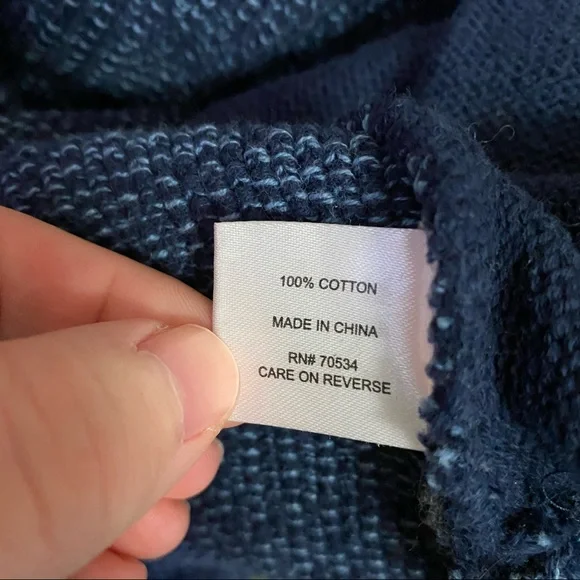 100% COTTON
MADE IN CHINA
RN# 70534
CARE ON REVERSE